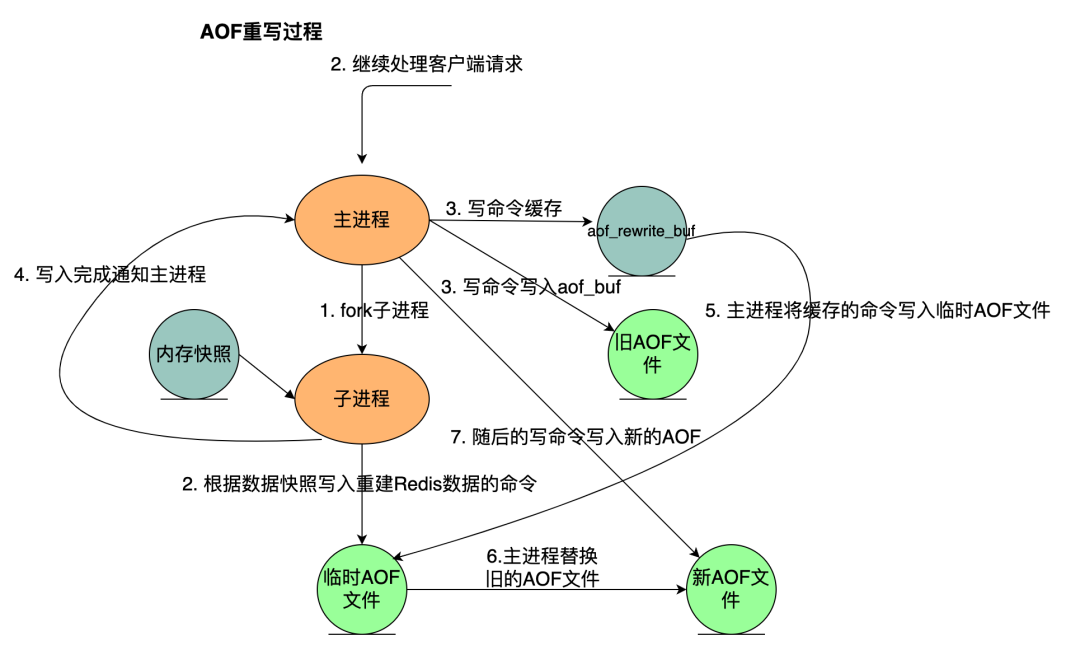 AOF重写过程
2. 继续处理客户端请求
主进程
3. 写命令缓存
aof_rewrite_buf
4. 写入完成通知主进程
3. 写命令写入aof_buf
1. fork子进程
5. 主进程将缓存的命令写入临时AOF文件
内存快照
旧AOF文
件
子进程
7. 随后的写命令写入新的AOF
2. 根据数据快照写入重建Redis数据的命令
6.主进程替换
旧的AOF文件
临时AOF
文件
新AOF文
件